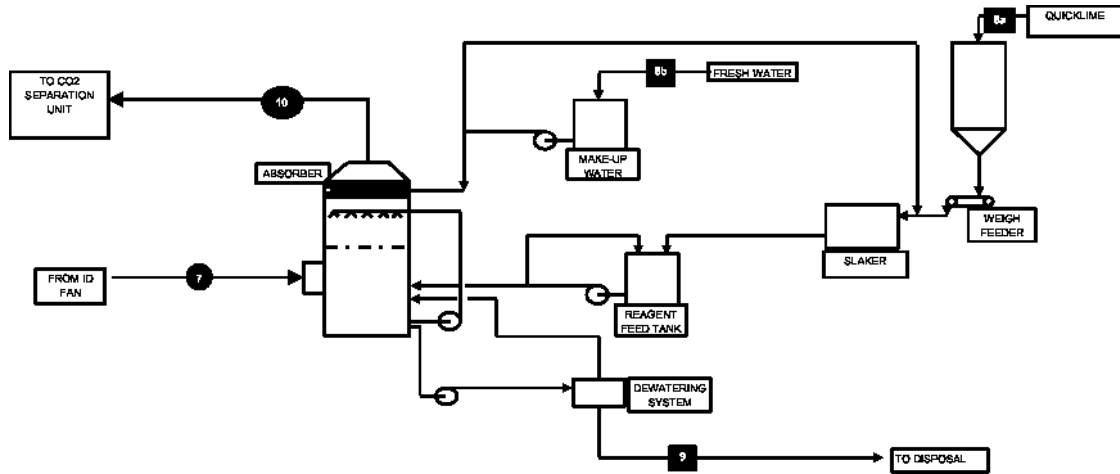 8a
QUICKLIME
TO CO2
SEPARATION
UNIT
10
8b
FRESH WATER
MAKE-UP
WATER
ABSORBER
WEIGH
FEEDER
SLAKER
FROM ID
FAN
7
REAGENT
FEED TANK
DEWATERING
SYSTEM
9
TO DISPOSAL